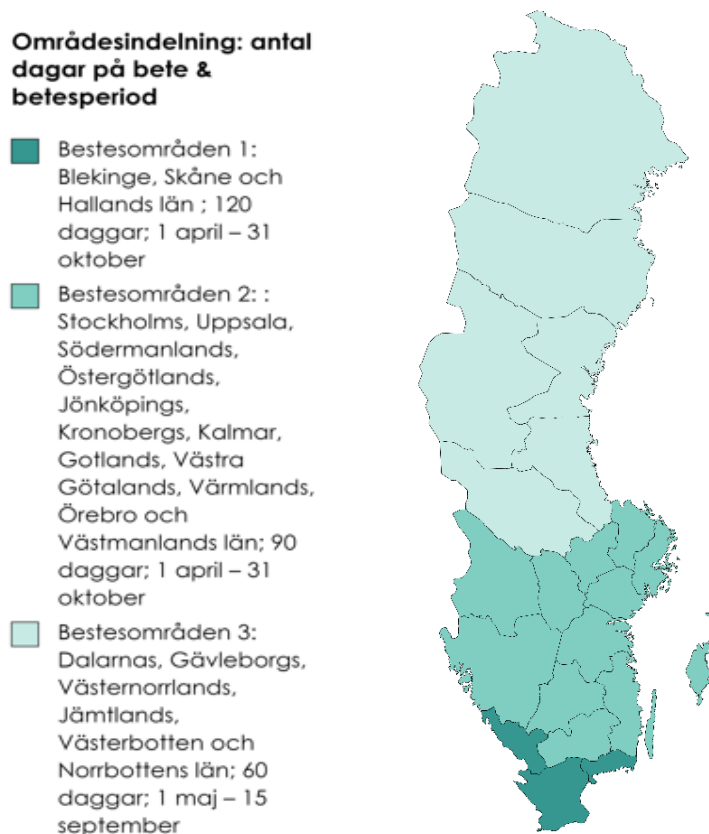 Områdesindelning: antal
dagar på bete &
betesperiod
Bestesområden 1:
Blekinge, Skåne och
Hallands län ; 120
daggar; 1 april – 31
oktober
Bestesområden 2: :
Stockholms, Uppsala,
Södermanlands,
Östergötlands,
Jönköpings,
Kronobergs, Kalmar,
Gotlands, Västra
Götalands, Värmlands,
Örebro och
Västmanlands län; 90
daggar; 1 april – 31
oktober
Bestesområden 3:
Dalarnas, Gävleborgs,
Västernorrlands,
Jämtlands,
Västerbotten och
Norrbottens län; 60
daggar; 1 maj – 15
september